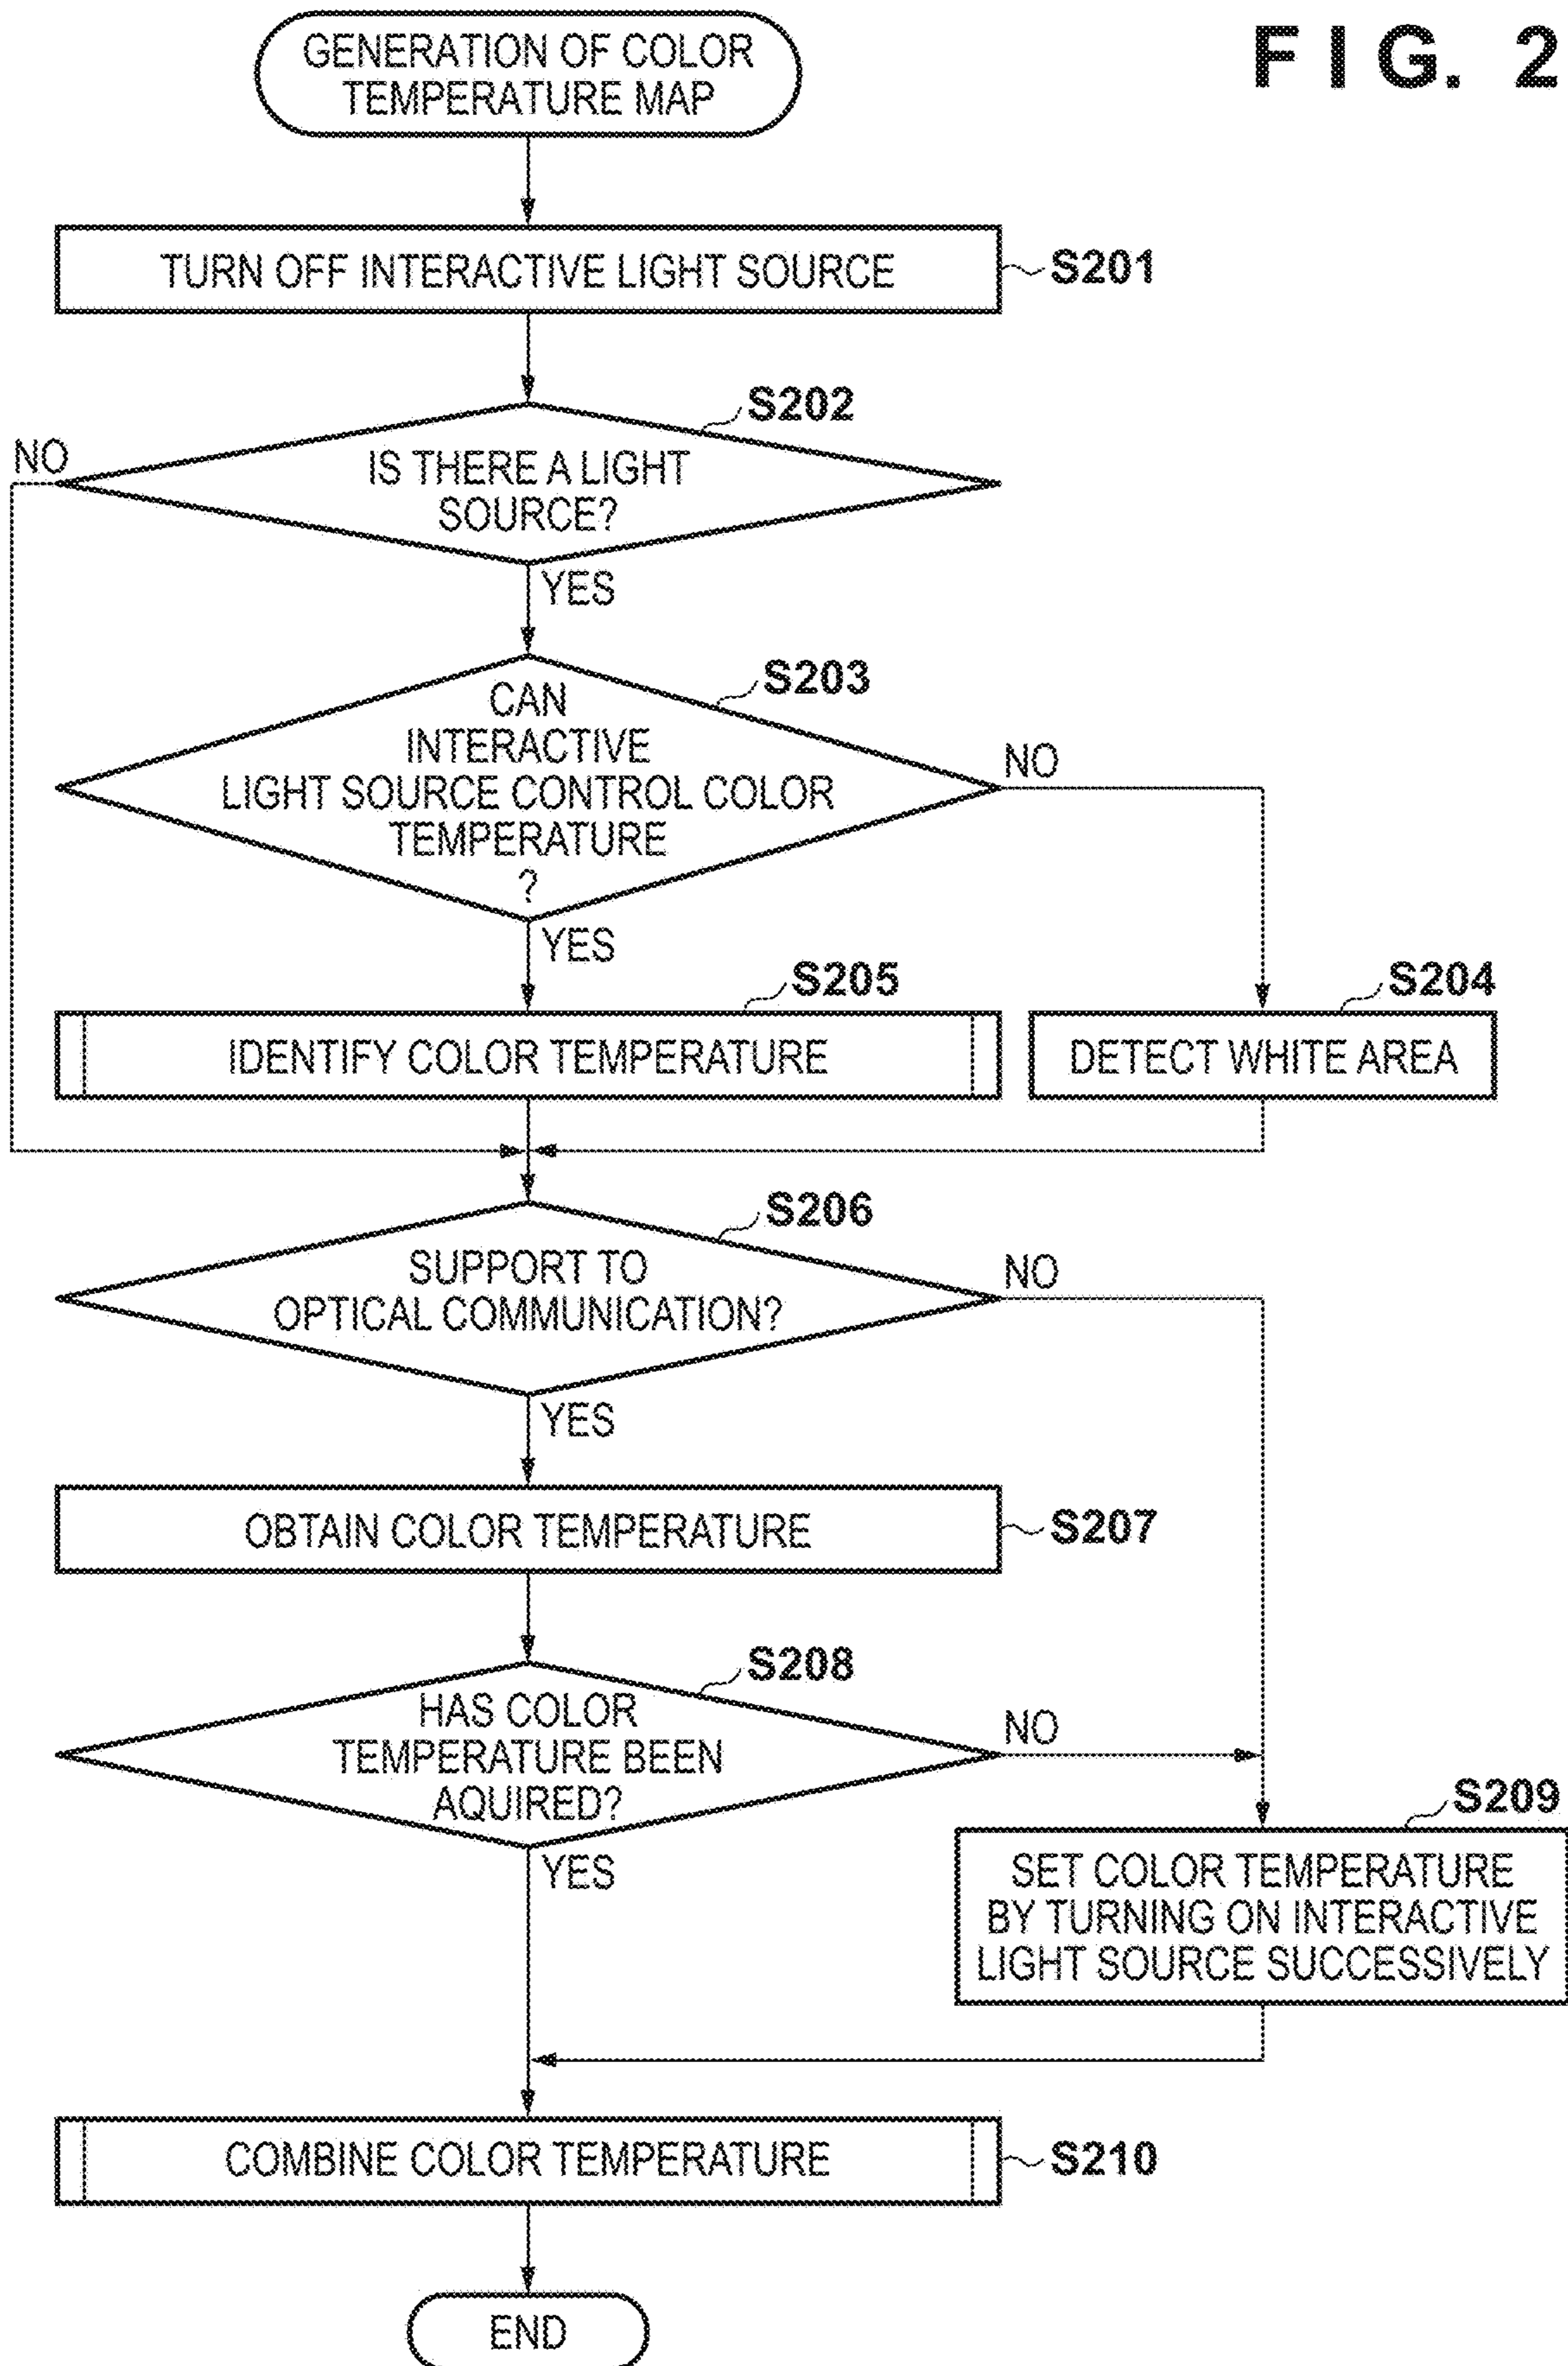 FIG. 2
GENERATION OF COLOR
TEMPERATURE MAP
TURN OFF INTERACTIVE LIGHT SOURCE
S201
S202
NO
IS THERE A LIGHT
SOURCE?
YES
S203
CAN
INTERACTIVE
LIGHT SOURCE CONTROL COLOR
TEMPERATURE
?
NO
YES
S205
IDENTIFY COLOR TEMPERATURE
S204
DETECT WHITE AREA
S206
SUPPORT TO
OPTICAL COMMUNICATION?
NO
YES
OBTAIN COLOR TEMPERATURE
S207
S208
HAS COLOR
TEMPERATURE BEEN
AQUIRED?
NO
YES
S209
SET COLOR TEMPERATURE
BY TURNING ON INTERACTIVE
LIGHT SOURCE SUCCESSIVELY
COMBINE COLOR TEMPERATURE
S210
END